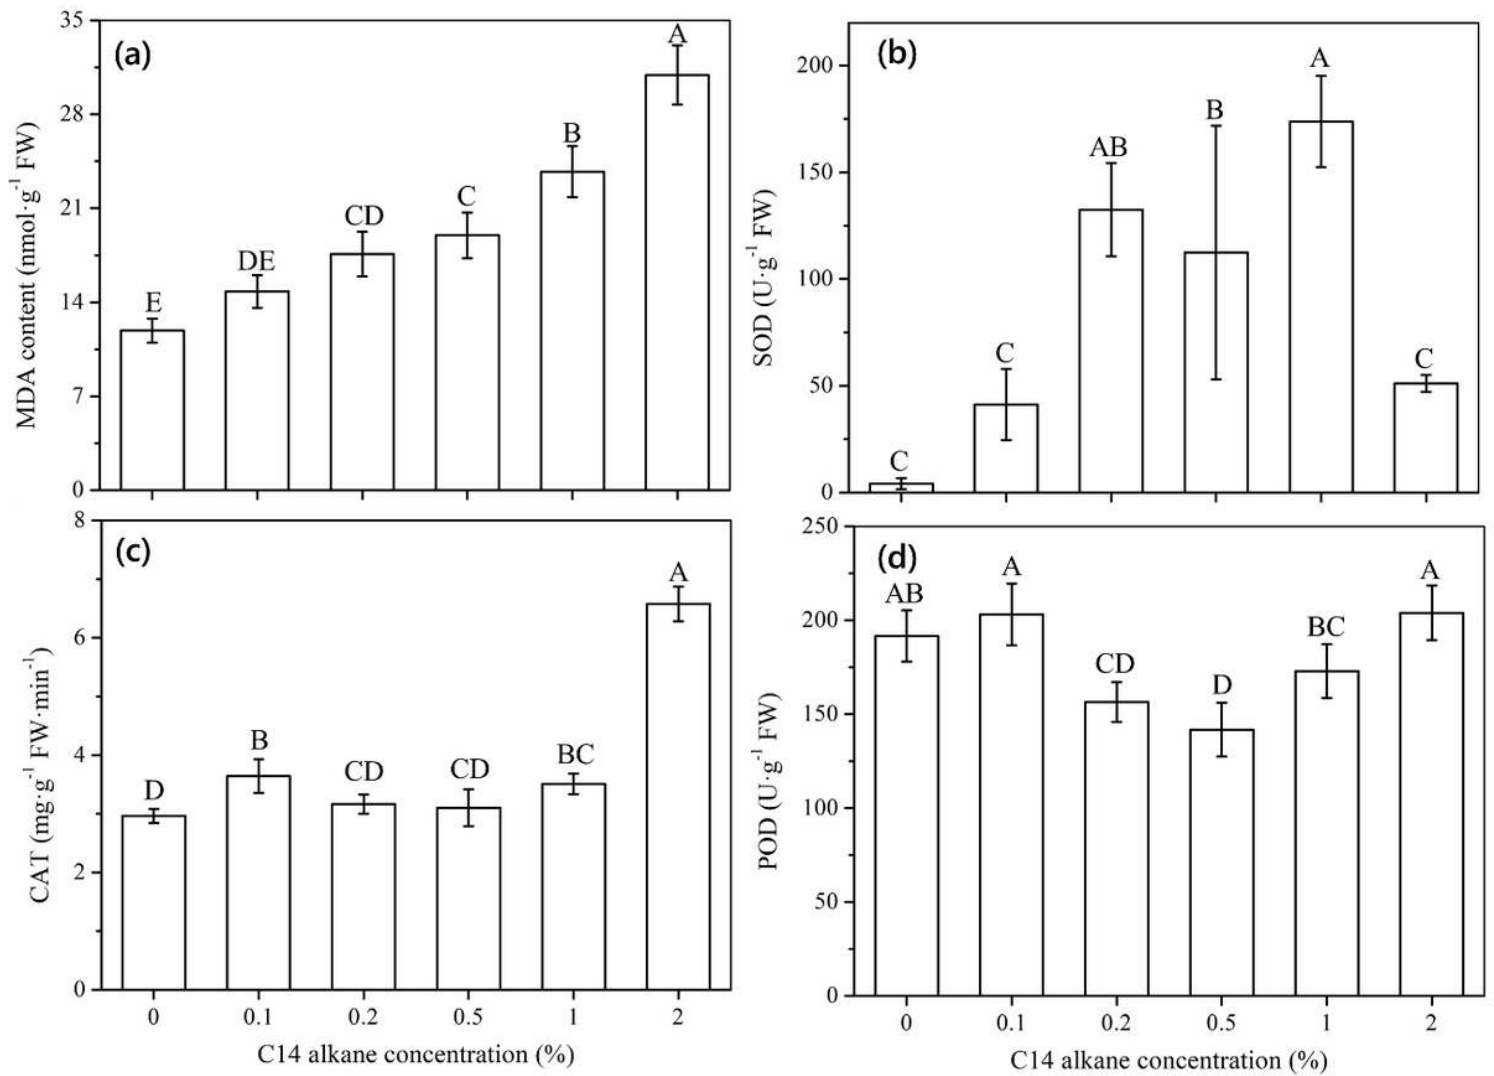 (a)
MDA content (nmol·g⁻¹ FW)
35
28
21
14
7
0
E
DE
CD
C
B
A
(b)
SOD (U·g⁻¹ FW)
200
150
100
50
0
C
C
AB
B
A
C
(c)
CAT (mg·g⁻¹ FW·min⁻¹)
8
6
4
2
0
D
B
CD
CD
BC
A
0 0.1 0.2 0.5 1 2
C14 alkane concentration (%)
(d)
POD (U·g⁻¹ FW)
250
200
150
100
50
0
AB
A
CD
D
BC
A
0 0.1 0.2 0.5 1 2
C14 alkane concentration (%)